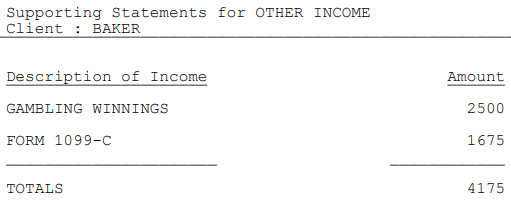 Supporting Statements for OTHER INCOME
Client : BAKER
Description of Income Amount
GAMBLING WINNINGS 2500
FORM 1099-C 1675
TOTALS 4175